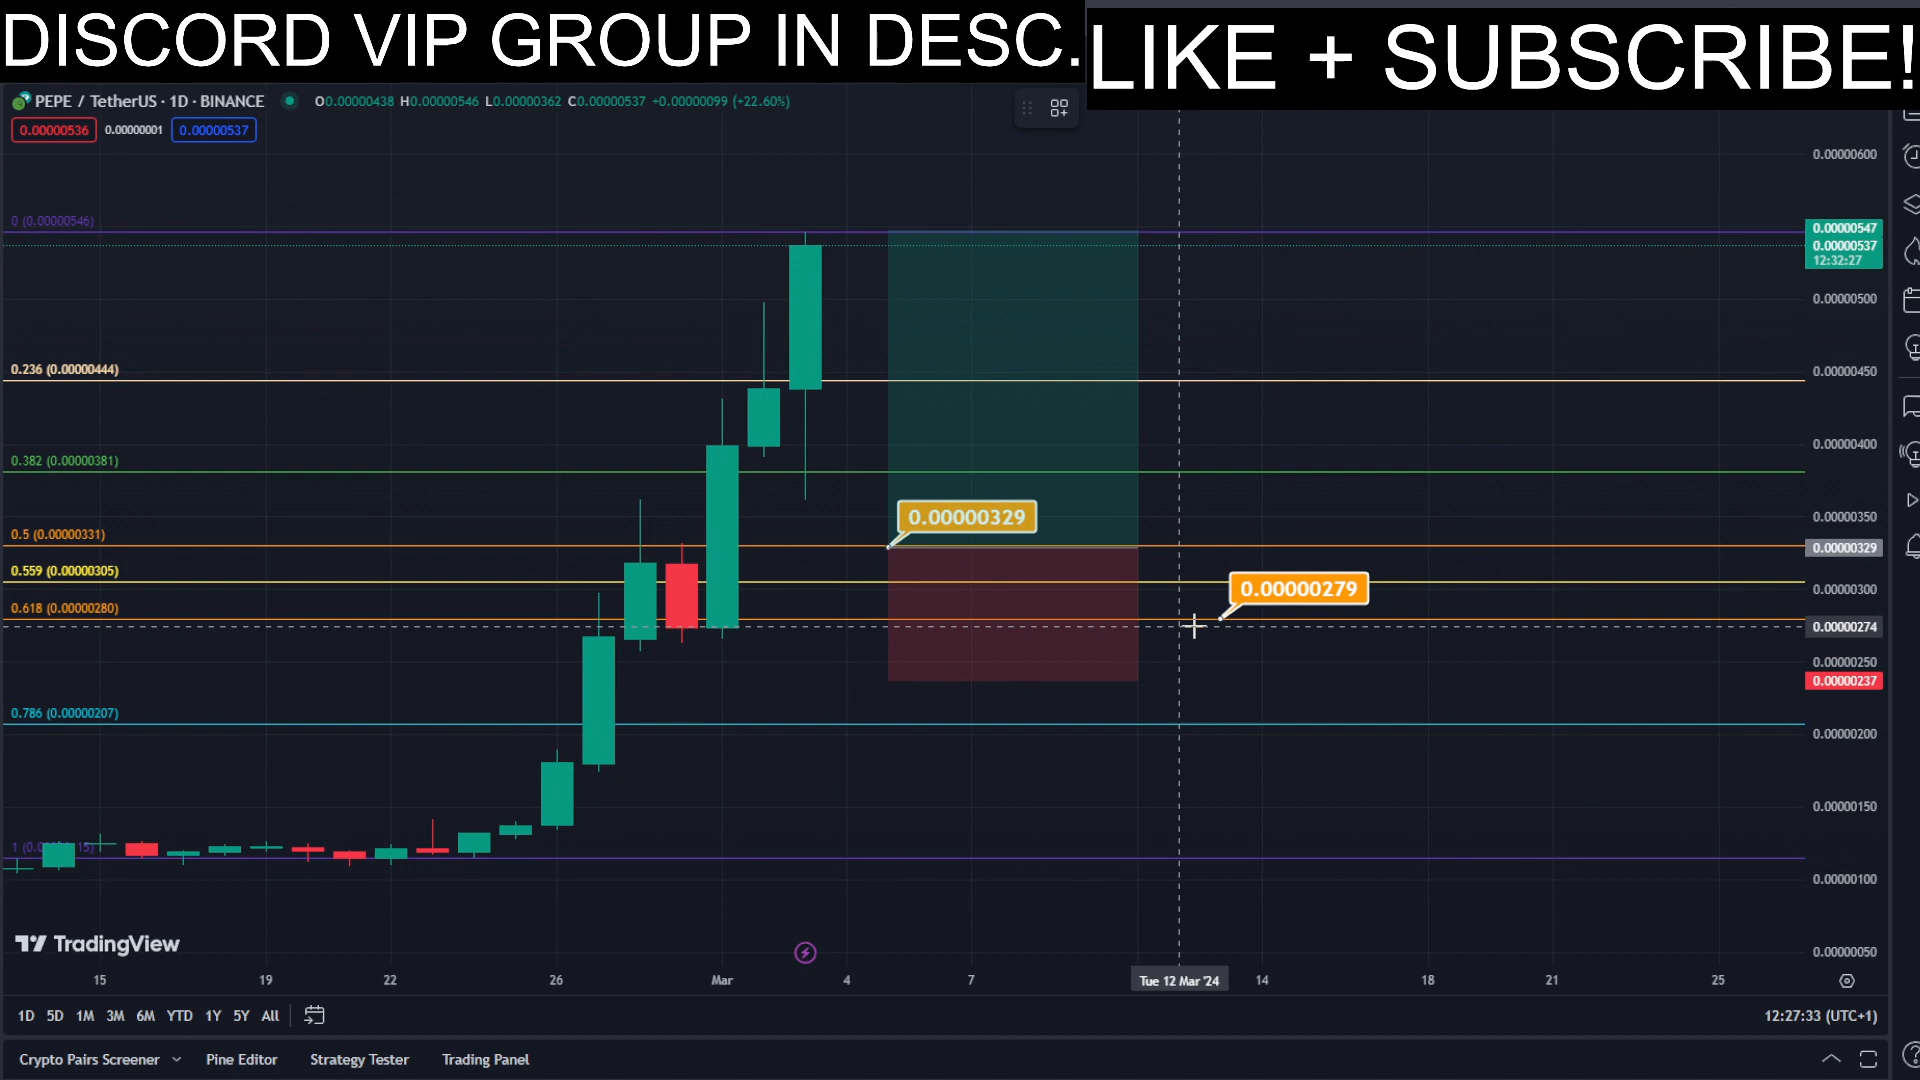 DISCORD VIP GROUP IN DESC.
LIKE + SUBSCRIBE!
PEPE / TetherUS · 1D · BINANCE O0.00000438 H0.00000546 L0.00000362 C0.00000537 +0.00000099 (+22.60%)
0.00000536 0.00000001 0.00000537
0.00000600
0 (0.00000546)
0.00000547
0.00000537
12:32:27
0.00000500
0.236 (0.00000444)
0.00000450
0.00000400
0.382 (0.00000381)
0.00000329
0.00000350
0.5 (0.00000331)
0.00000329
0.559 (0.00000305)
0.00000279
0.00000300
0.618 (0.00000280)
0.00000274
0.00000250
0.00000237
0.786 (0.00000207)
0.00000200
0.00000150
0.00000100
TradingView
0.00000050
15 19 22 26 Mar 4 7 Tue 12 Mar '24 14 18 21 25
1D 5D 1M 3M 6M YTD 1Y 5Y All
12:27:33 (UTC+1)
Crypto Pairs Screener Pine Editor Strategy Tester Trading Panel